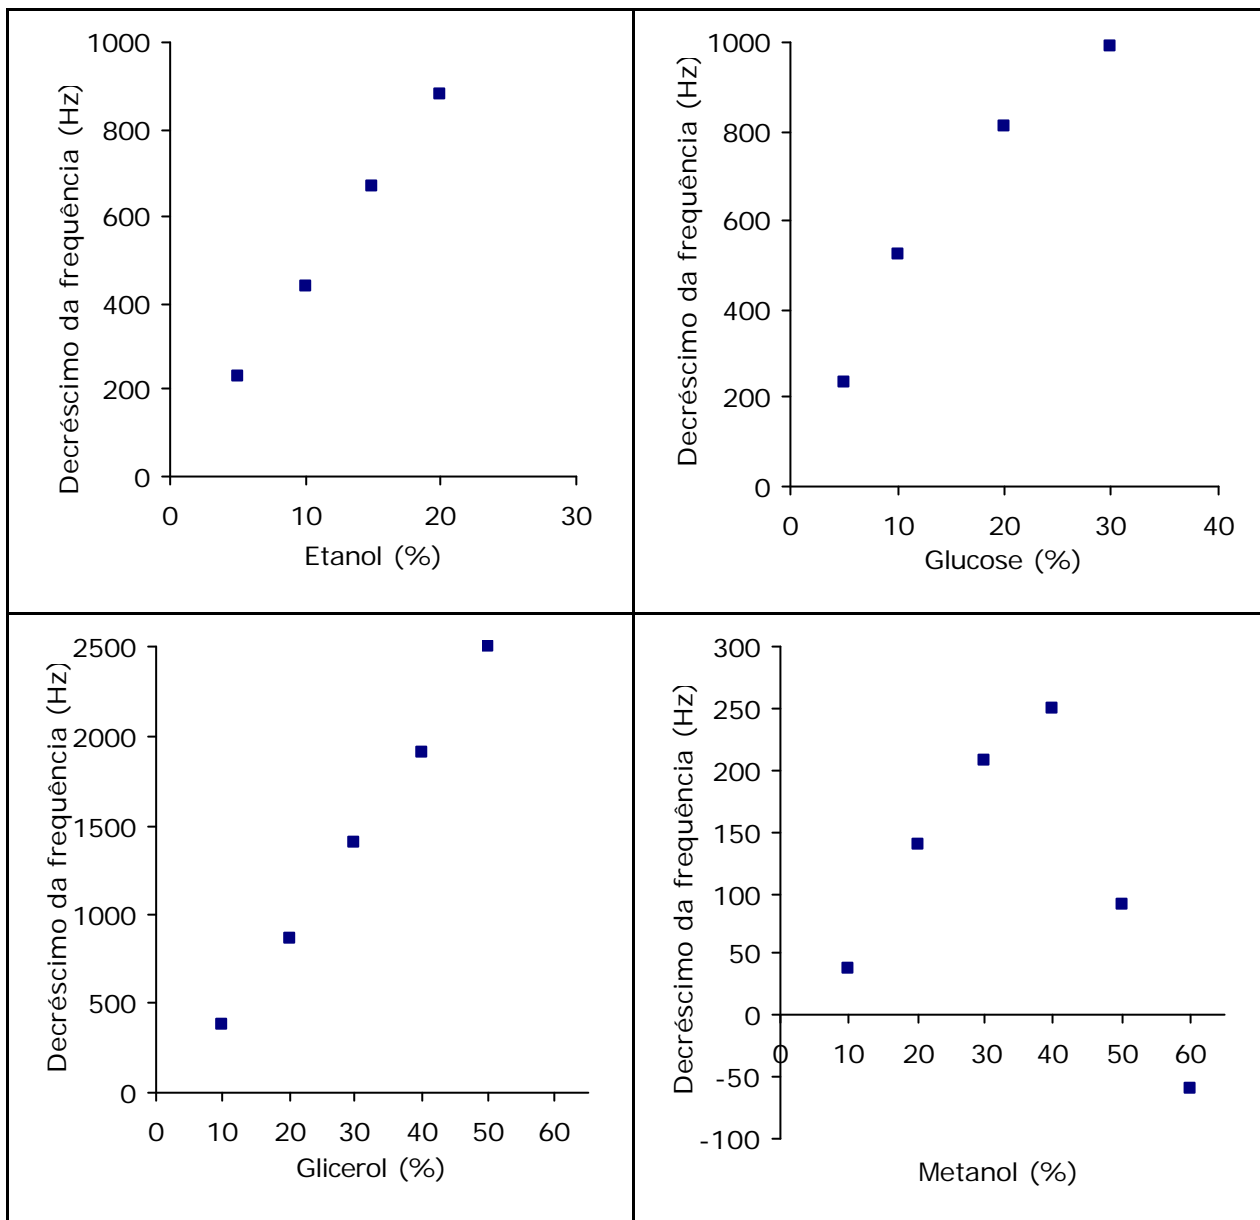 Decréscimo da frequência (Hz)
1000
800
600
400
200
0
0 10 20 30
Etanol (%)
Decréscimo da frequência (Hz)
1000
800
600
400
200
0
0 10 20 30 40
Glucose (%)
Decréscimo da frequência (Hz)
2500
2000
1500
1000
500
0
0 10 20 30 40 50 60
Glicerol (%)
Decréscimo da frequência (Hz)
300
250
200
150
100
50
0
0 10 20 30 40 50 60
-50
-100
Metanol (%)